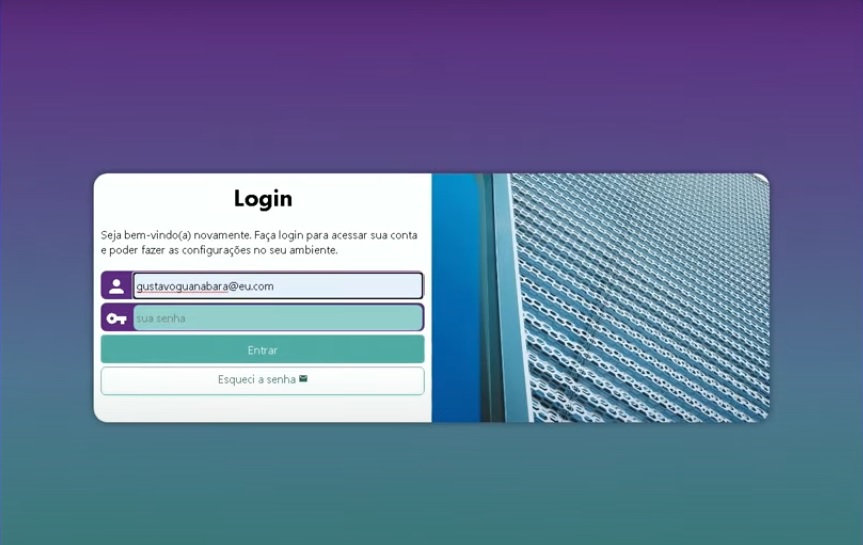 Login
Seja bem-vindo(a) novamente. Faça login para acessar sua conta
e poder fazer as configurações no seu ambiente.
gustavoguanabara@eu.com
sua senha
Entrar
Esqueci a senha